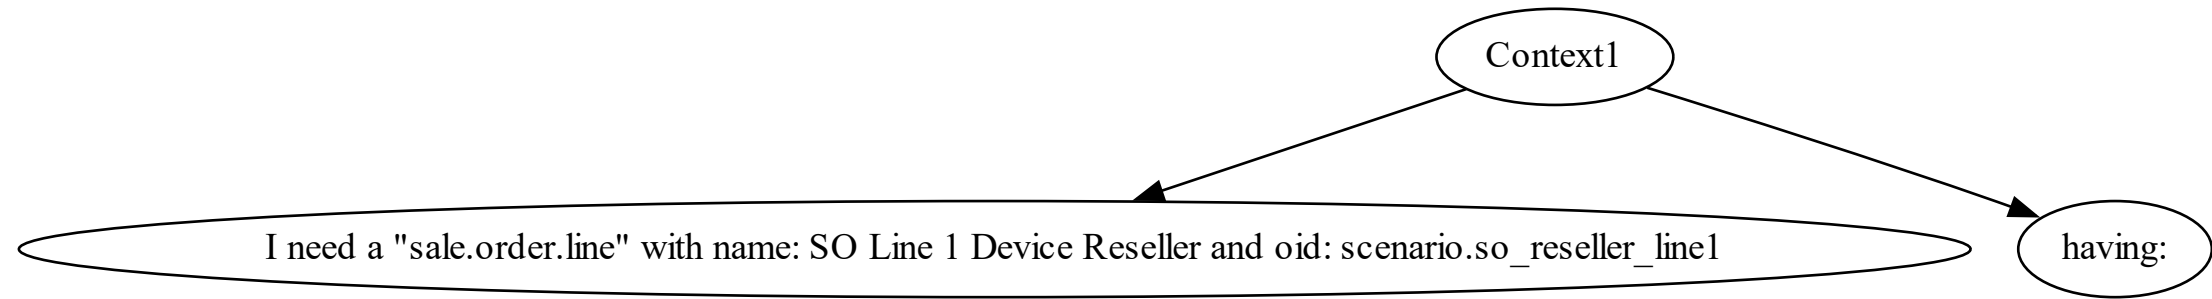 Context1
I need a "sale.order.line" with name: SO Line 1 Device Reseller and oid: scenario.so_reseller_line1
having: